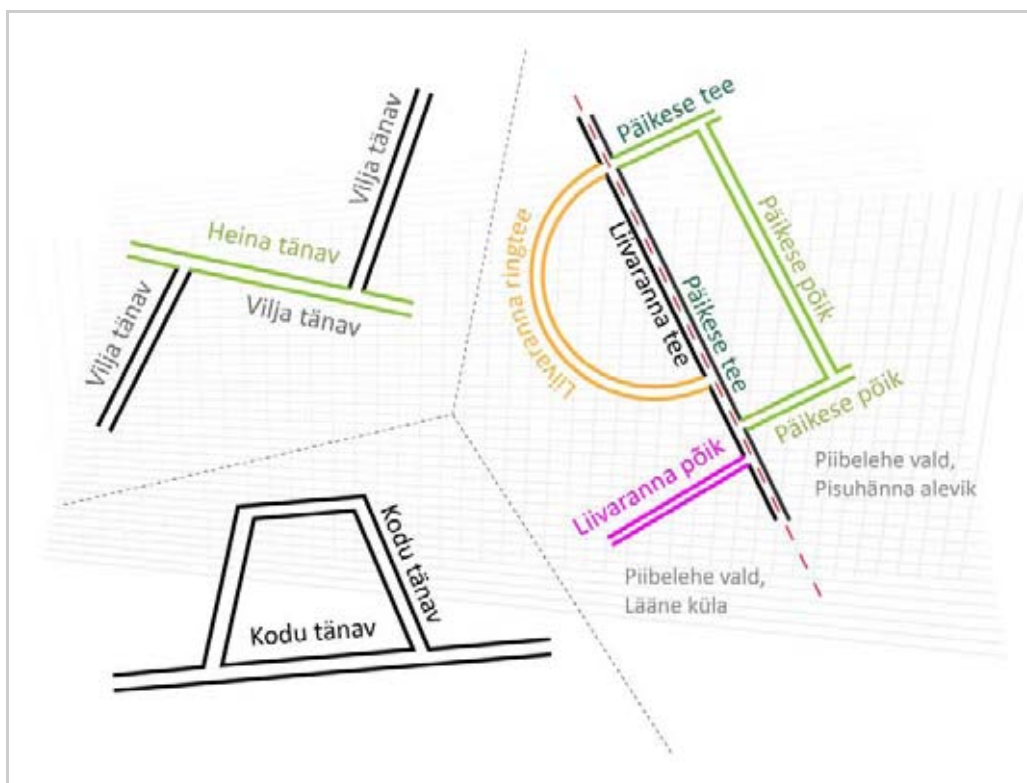 Vilja tänav
Heina tänav
Vilja tänav
Vilja tänav
Päikese tee
Päikese põik
Liivaranna ringtee
Liivaranna tee
Päikese tee
Päikese põik
Liivaranna põik
Piibelehe vald,
Pisuhänna alevik
Piibelehe vald,
Lääne küla
Kodu tänav
Kodu tänav